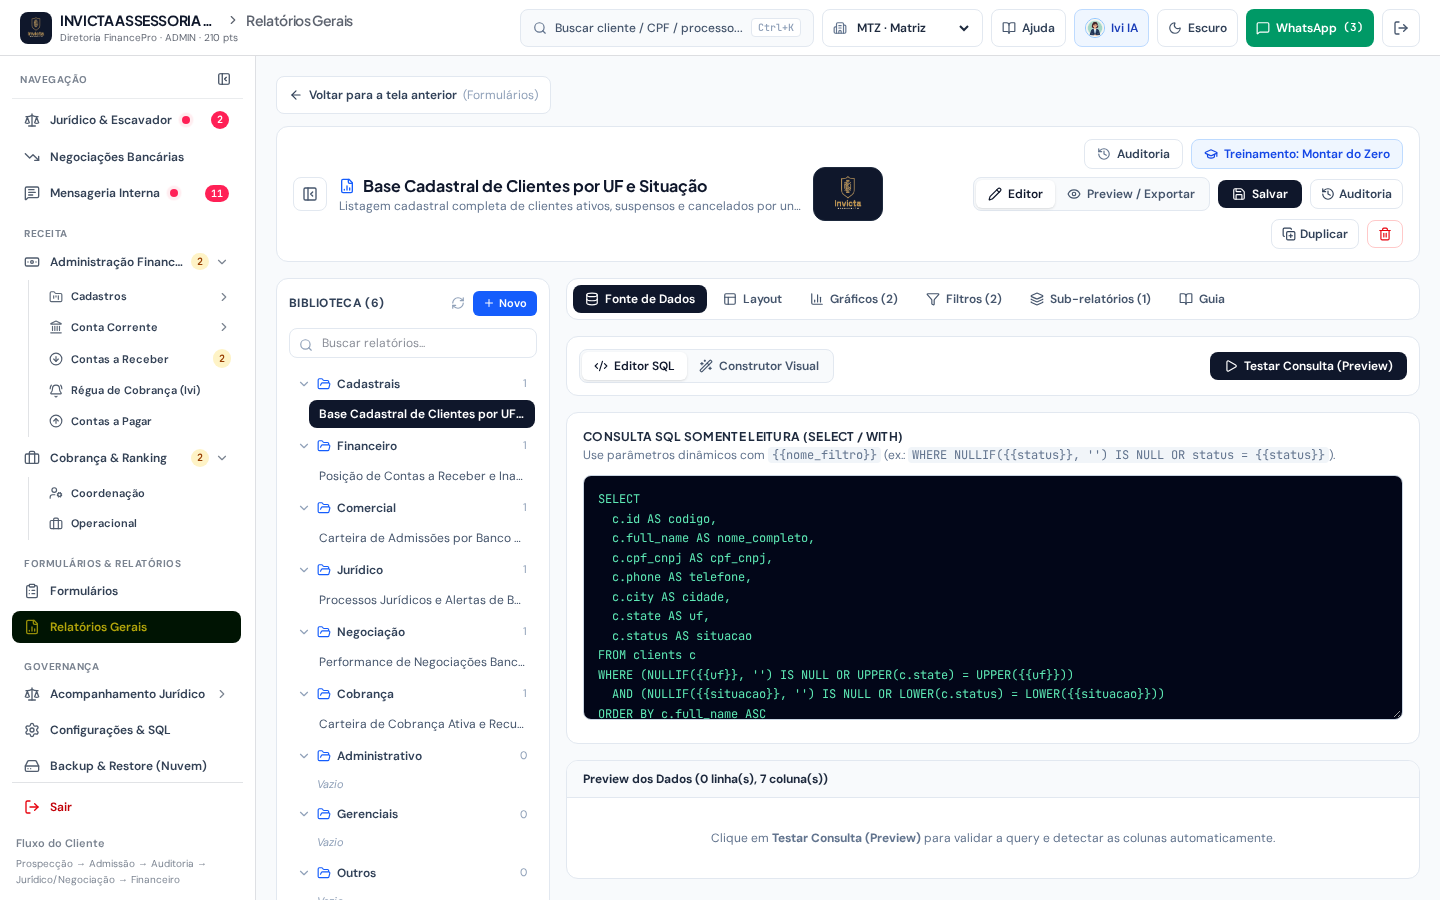 INVICTA ASSESSORIA ...
Relatórios Gerais
Diretoria FinancePro · ADMIN · 210 pts
Buscar cliente / CPF / processo...
Ctrl+K
MTZ · Matriz
Ajuda
Ivi IA
Escuro
WhatsApp (3)
NAVEGAÇÃO
Jurídico & Escavador
2
Negociações Bancárias
Mensageria Interna
11
RECEITA
Administração Financ...
2
Cadastros
Conta Corrente
Contas a Receber
2
Régua de Cobrança (Ivi)
Contas a Pagar
Cobrança & Ranking
2
Coordenação
Operacional
FORMULÁRIOS & RELATÓRIOS
Formulários
Relatórios Gerais
GOVERNANÇA
Acompanhamento Jurídico
Configurações & SQL
Backup & Restore (Nuvem)
Sair
Fluxo do Cliente
Prospecção → Admissão → Auditoria →
Jurídico/Negociação → Financeiro
Voltar para a tela anterior (Formulários)
Base Cadastral de Clientes por UF e Situação
Listagem cadastral completa de clientes ativos, suspensos e cancelados por un...
invicta
Auditoria
Treinamento: Montar do Zero
Editor
Preview / Exportar
Salvar
Auditoria
Duplicar
BIBLIOTECA (6)
Novo
Buscar relatórios...
Cadastrais
1
Base Cadastral de Clientes por UF...
Financeiro
1
Posição de Contas a Receber e Ina...
Comercial
1
Carteira de Admissões por Banco ...
Jurídico
1
Processos Jurídicos e Alertas de B...
Negociação
1
Performance de Negociações Banc...
Cobrança
1
Carteira de Cobrança Ativa e Recu...
Administrativo
0
Vazio
Gerenciais
0
Vazio
Outros
0
Vazio
Fonte de Dados
Layout
Gráficos (2)
Filtros (2)
Sub-relatórios (1)
Guia
Editor SQL
Construtor Visual
Testar Consulta (Preview)
CONSULTA SQL SOMENTE LEITURA (SELECT / WITH)
Use parâmetros dinâmicos com {{nome_filtro}} (ex.: WHERE NULLIF({{status}}, '') IS NULL OR status = {{status}} ).
SELECT
c.id AS codigo,
c.full_name AS nome_completo,
c.cpf_cnpj AS cpf_cnpj,
c.phone AS telefone,
c.city AS cidade,
c.state AS uf,
c.status AS situacao
FROM clients c
WHERE (NULLIF({{uf}}, '') IS NULL OR UPPER(c.state) = UPPER({{uf}}))
AND (NULLIF({{situacao}}, '') IS NULL OR LOWER(c.status) = LOWER({{situacao}}))
ORDER BY c.full_name ASC
Preview dos Dados (0 linha(s), 7 coluna(s))
Clique em Testar Consulta (Preview) para validar a query e detectar as colunas automaticamente.